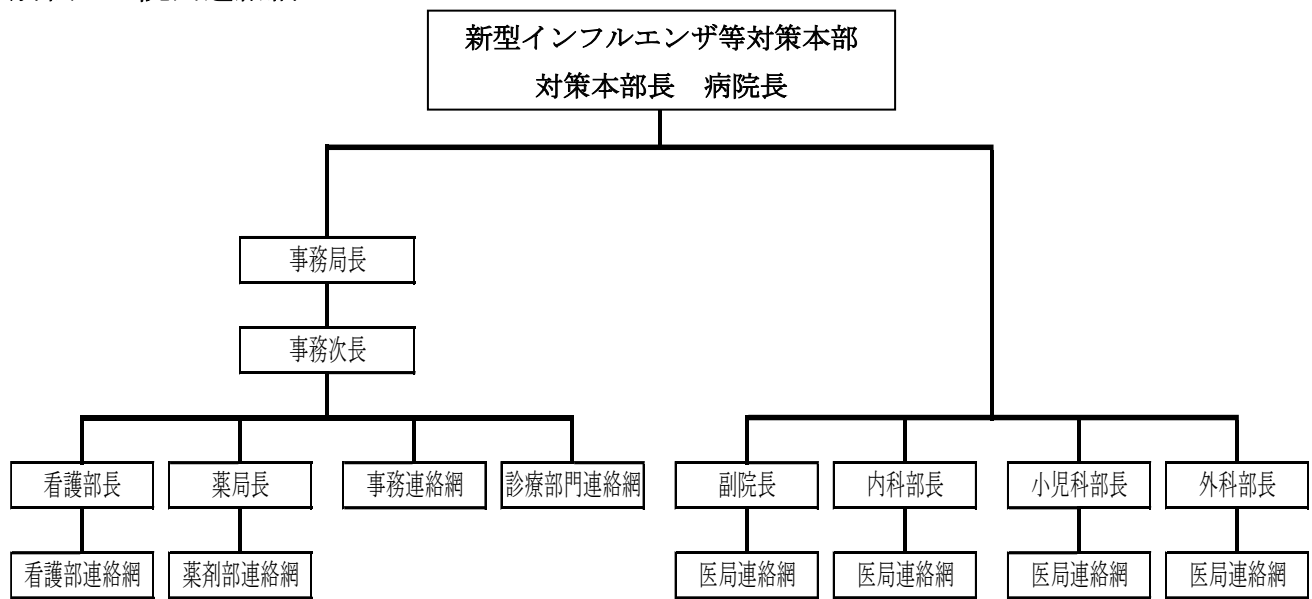 新型インフルエンザ等対策本部
対策本部長　病院長
事務局長
事務次長
看護部長
薬局長
事務連絡網
診療部門連絡網
副院長
内科部長
小児科部長
外科部長
看護部連絡網
薬剤部連絡網
医局連絡網
医局連絡網
医局連絡網
医局連絡網